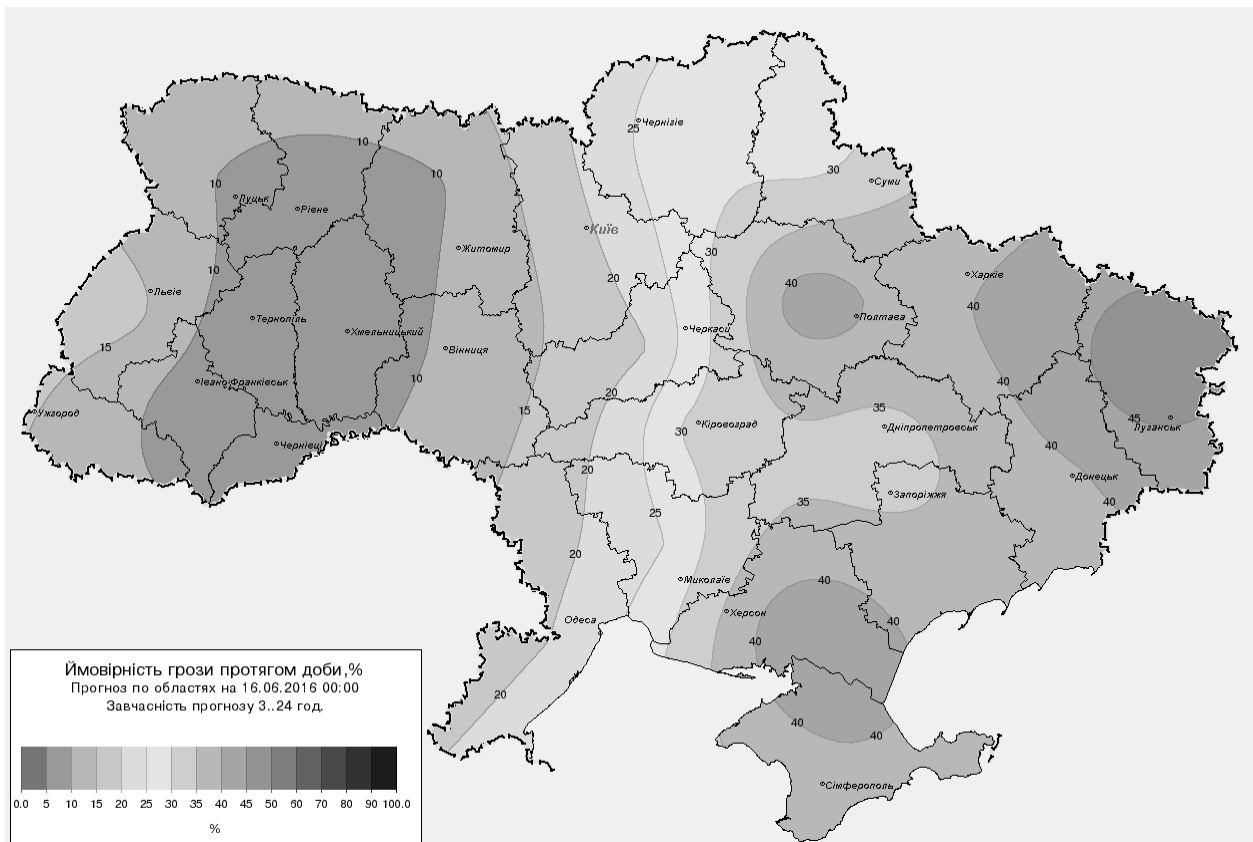 10
25
Чернігів
30
Суми
10
10
Луцьк
Рівне
Київ
Житомир
30
10
20
40
Харків
Львів
40
Тернопіль
Хмельницький
Черкаси
Полтава
15
Вінниця
10
Івано-Франківськ
40
20
15
35
45
Ужгород
30
Кіровоград
Дніпропетровськ
Луганськ
Чернівці
40
20
Донецьк
Запоріжжя
35
40
25
20
Миколаїв
40
Херсон
Одеса
40
40
20
40
40
Сімферополь
Ймовірність грози протягом доби,%
Прогноз по областях на 16.06.2016 00:00
Завчасність прогнозу 3..24 год.
0.0 5 10 15 20 25 30 35 40 45 50 60 70 80 90 100.0
%